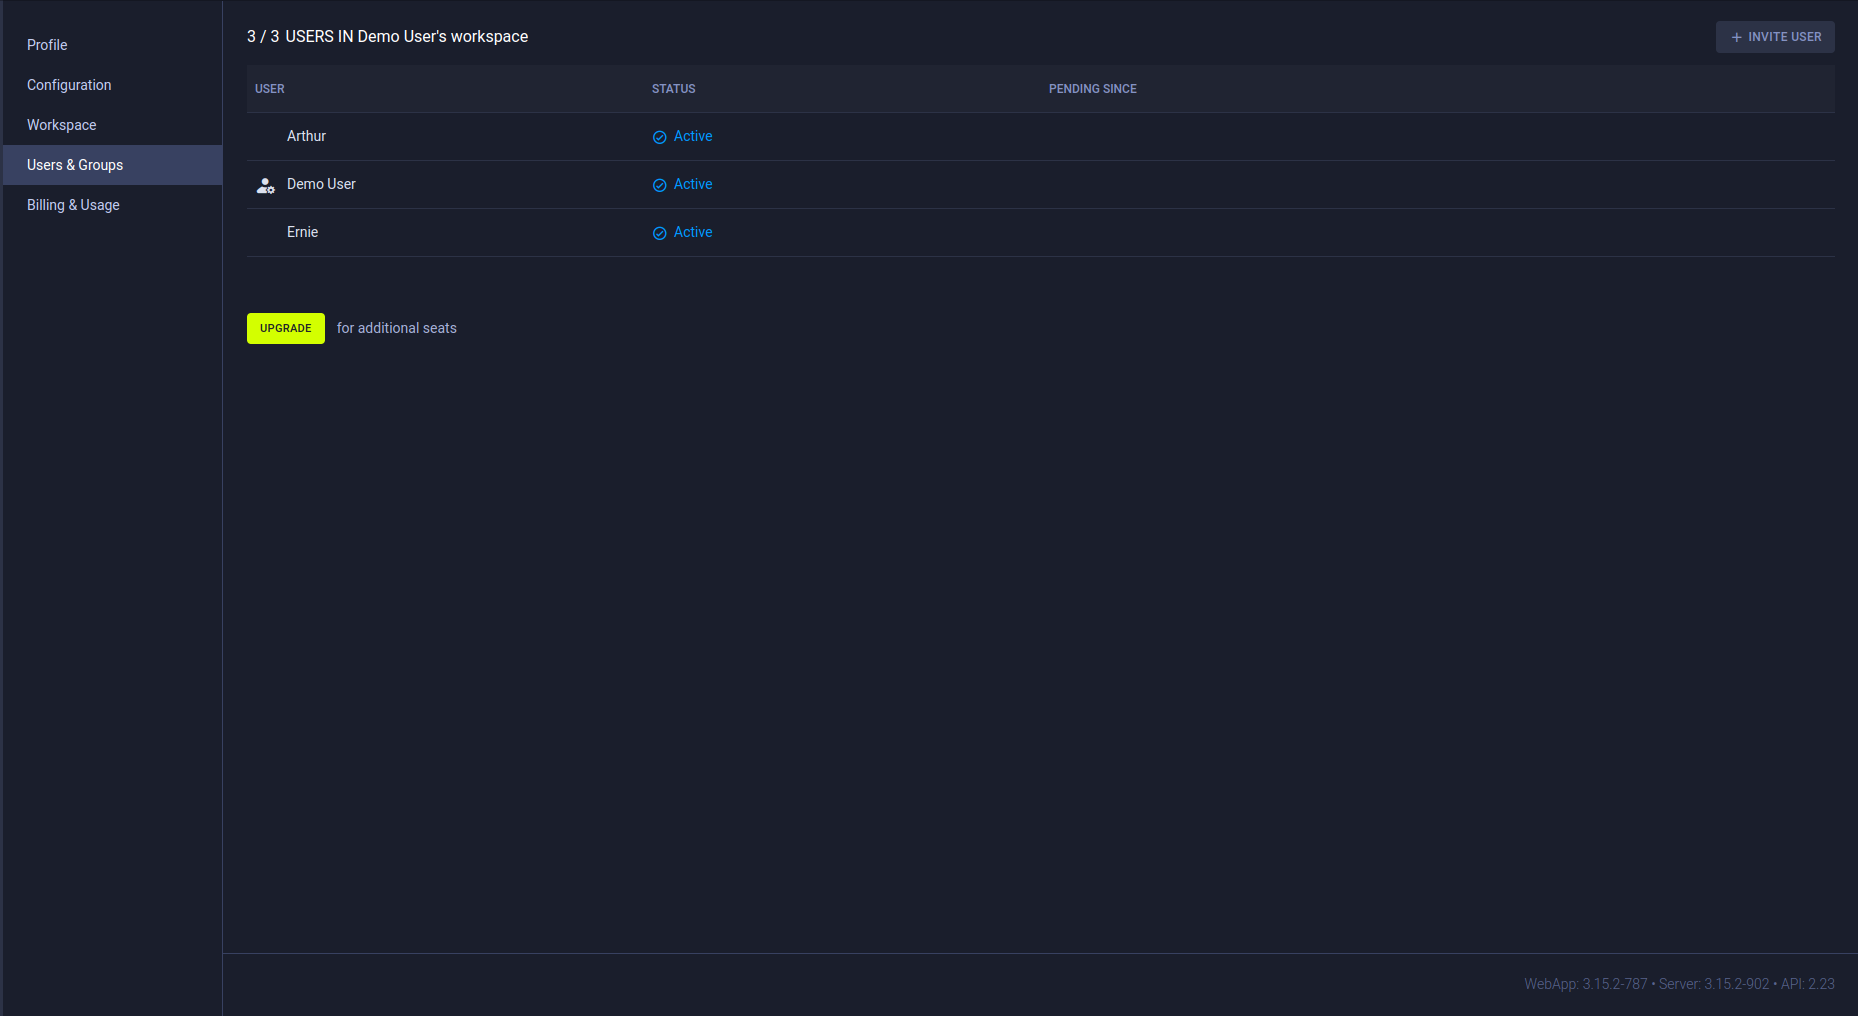 Profile
Configuration
Workspace
Users & Groups
Billing & Usage
3 / 3 USERS IN Demo User's workspace
+ INVITE USER
USER STATUS PENDING SINCE
Arthur Active
Demo User Active
Ernie Active
UPGRADE for additional seats
WebApp: 3.15.2-787 • Server: 3.15.2-902 • API: 2.23